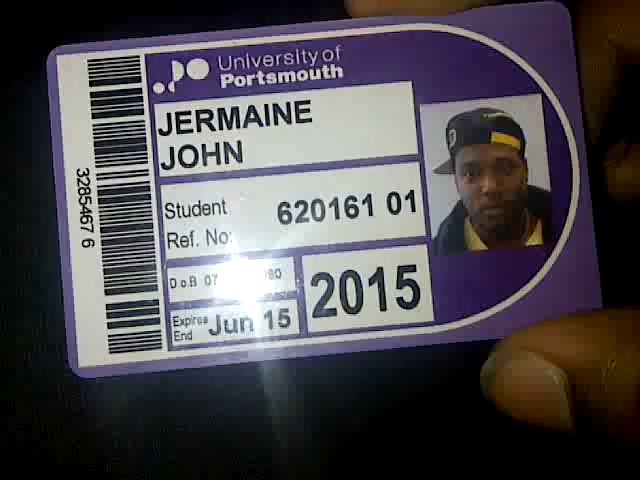 University of
Portsmouth
JERMAINE
JOHN
Student
Ref. No:
620161 01
D.o.B 07
Expires
End
Jun 15
2015
3285467 6